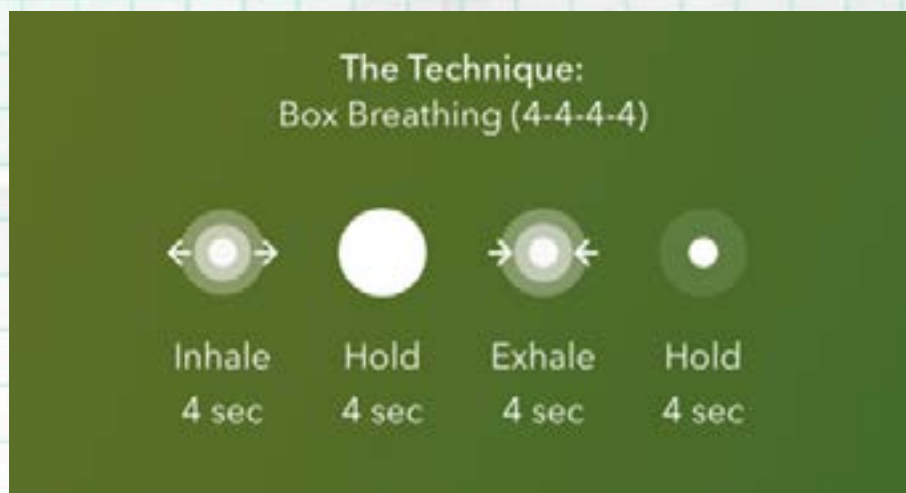 The Technique:
Box Breathing (4-4-4-4)
Inhale Hold Exhale Hold
4 sec 4 sec 4 sec 4 sec